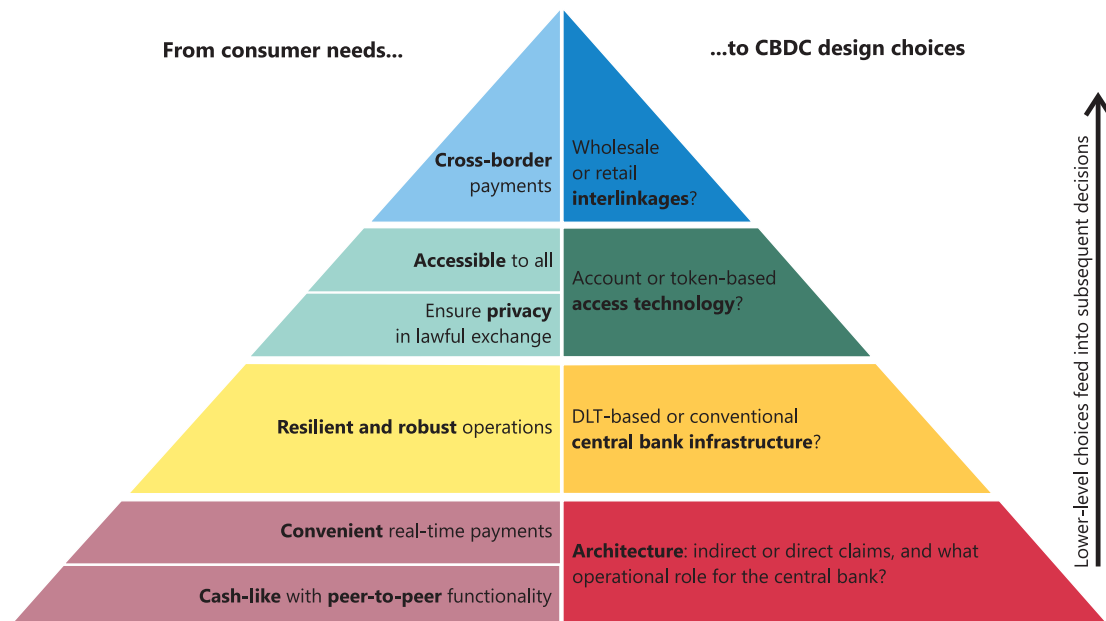 From consumer needs...
...to CBDC design choices
Cross-border
payments
Wholesale
or retail
interlinkages?
Accessible to all
Ensure privacy
in lawful exchange
Account or token-based
access technology?
Resilient and robust operations
DLT-based or conventional
central bank infrastructure?
Convenient real-time payments
Cash-like with peer-to-peer functionality
Architecture: indirect or direct claims, and what
operational role for the central bank?
Lower-level choices feed into subsequent decisions